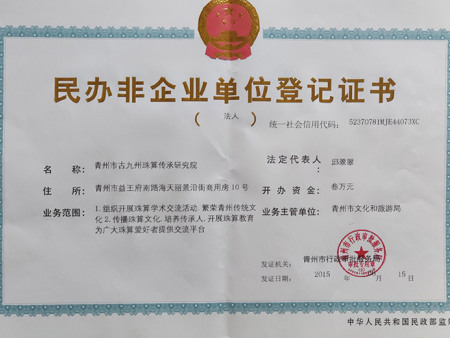 民办非企业单位登记证书
（ 法人 ）
统一社会信用代码： 52370781MJE44073XC
名 称： 青州市古九州珠算传承研究院
法定代表人：
住 所： 青州市益王府南路海天丽景沿街商用房10号
开办资金： 叁万元
业务范围： 1.组织开展珠算学术交流活动. 繁荣青州传统文
化2.传播珠算文化. 培养传承人.开展珠算教育
为广大珠算爱好者提供交流平台
业务主管单位： 青州市文化和旅游局
发证机关： 青州市行政审批服务局
发证日期： 2015 年 月 15日
中华人民共和国民政部监